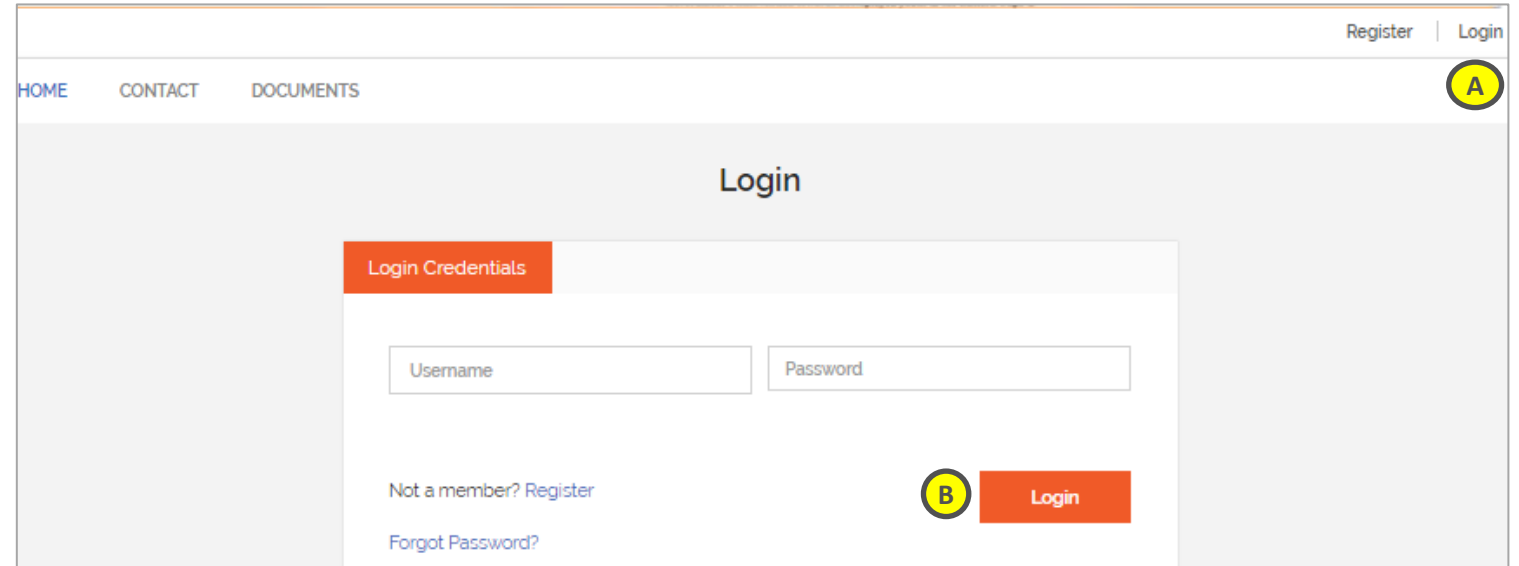 Register | Login
HOME CONTACT DOCUMENTS
A
Login
Login Credentials
Username Password
Not a member? Register
B Login
Forgot Password?